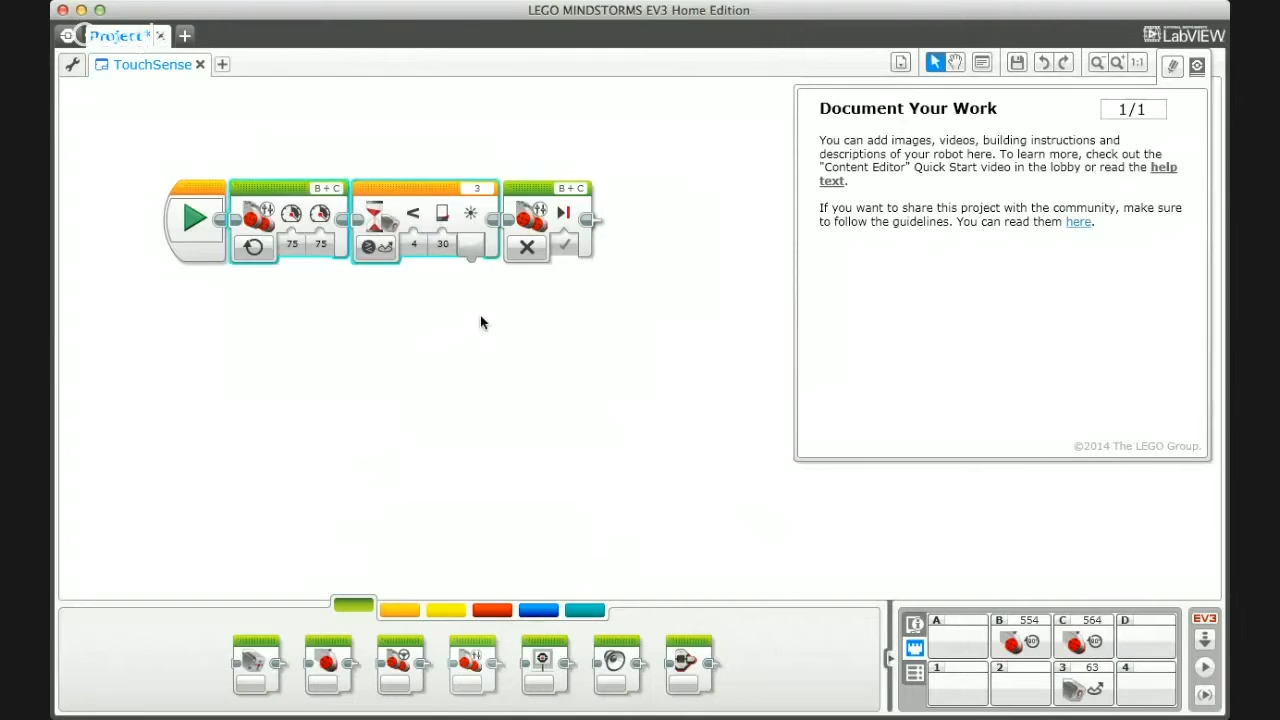 LEGO MINDSTORMS EV3 Home Edition
Project*
LabVIEW
TouchSense
1:1
Document Your Work
1/1
You can add images, videos, building instructions and
descriptions of your robot here. To learn more, check out the
"Content Editor" Quick Start video in the lobby or read the help
text.
If you want to share this project with the community, make sure
to follow the guidelines. You can read them here.
©2014 The LEGO Group.
B + C
3
B + C
<
75 75
4 30
A
B 554
C 564
D
EV3
1
2
3 63
4